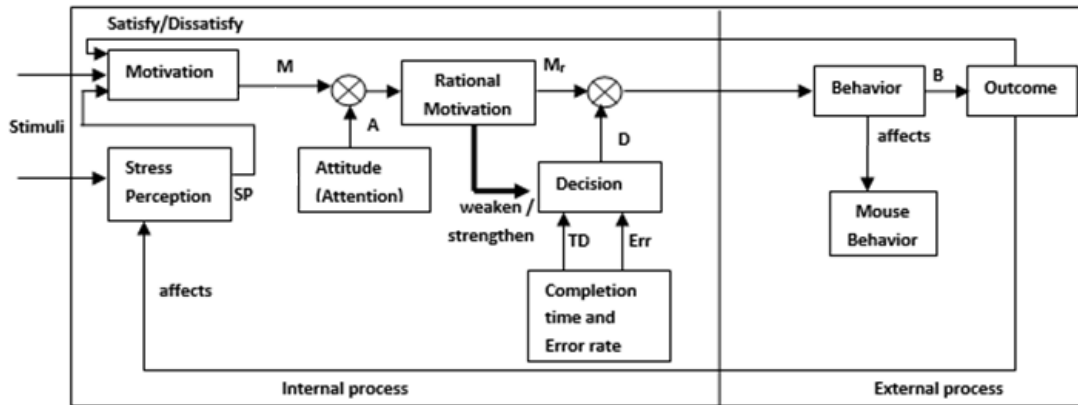 Satisfy/Dissatisfy
Motivation
M
Rational
Motivation
Mr
Behavior
B
Outcome
Stimuli
A
D
affects
Stress
Perception
SP
Attitude
(Attention)
Decision
weaken /
strengthen
TD
Err
Mouse
Behavior
affects
Completion
time and
Error rate
Internal process
External process